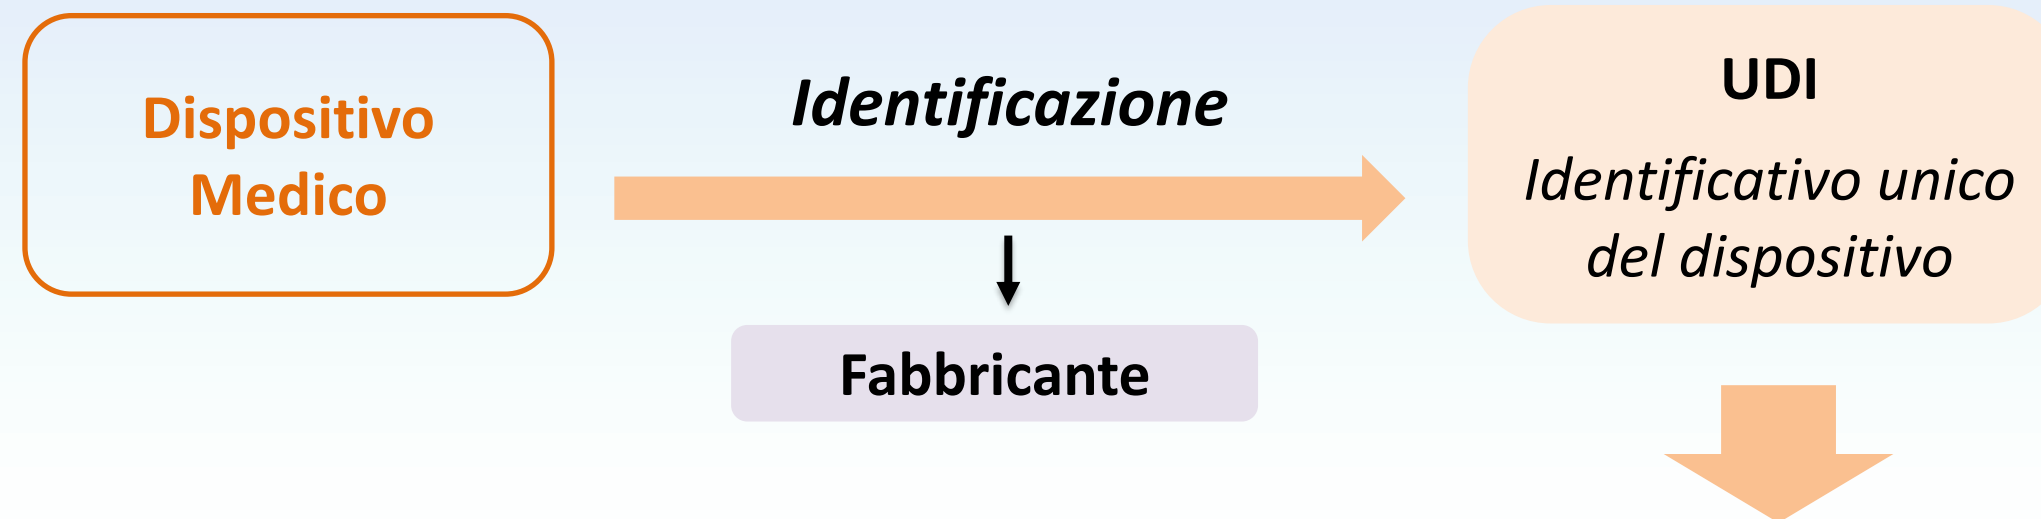 Dispositivo
Medico
Identificazione
Fabbricante
UDI
Identificativo unico
del dispositivo